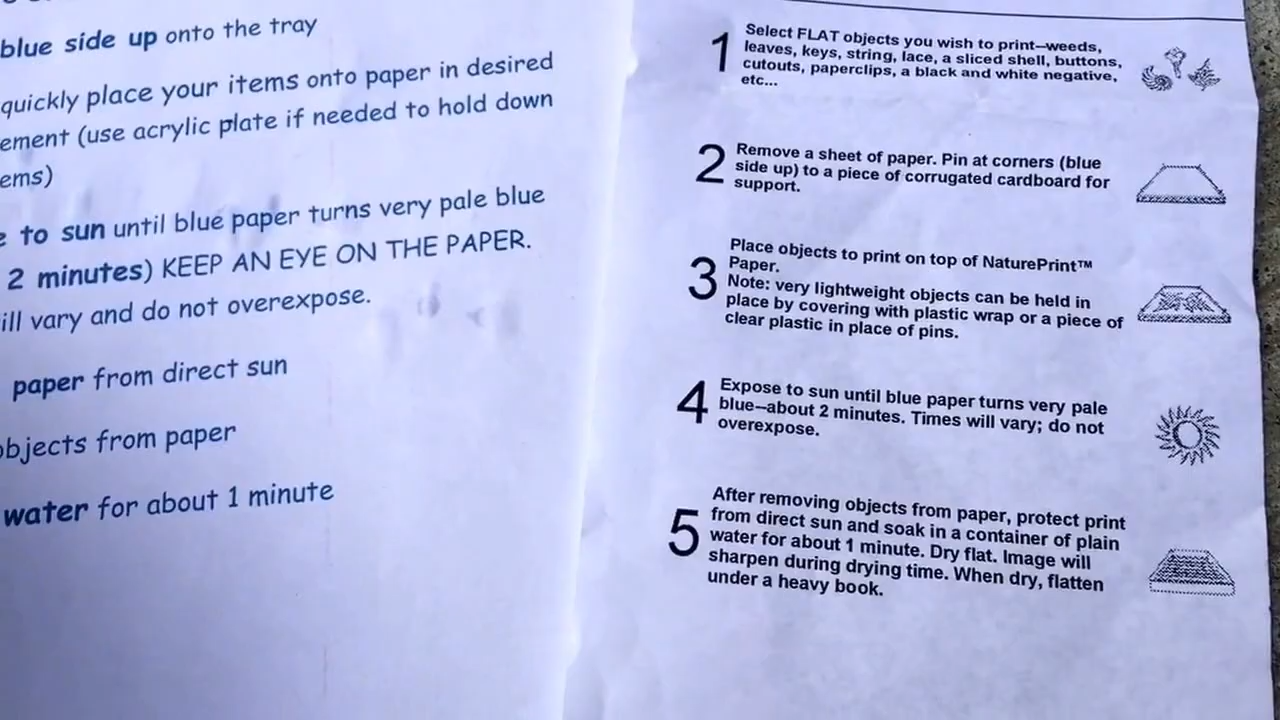 blue side up onto the tray
quickly place your items onto paper in desired
ement (use acrylic plate if needed to hold down
ems)
e to sun until blue paper turns very pale blue
2 minutes) KEEP AN EYE ON THE PAPER.
ill vary and do not overexpose.
paper from direct sun
objects from paper
water for about 1 minute
1
Select FLAT objects you wish to print--weeds,
leaves, keys, string, lace, a sliced shell, buttons,
cutouts, paperclips, a black and white negative,
etc...
2
Remove a sheet of paper. Pin at corners (blue
side up) to a piece of corrugated cardboard for
support.
3
Place objects to print on top of NaturePrint™
Paper.
Note: very lightweight objects can be held in
place by covering with plastic wrap or a piece of
clear plastic in place of pins.
4
Expose to sun until blue paper turns very pale
blue--about 2 minutes. Times will vary; do not
overexpose.
5
After removing objects from paper, protect print
from direct sun and soak in a container of plain
water for about 1 minute. Dry flat. Image will
sharpen during drying time. When dry, flatten
under a heavy book.